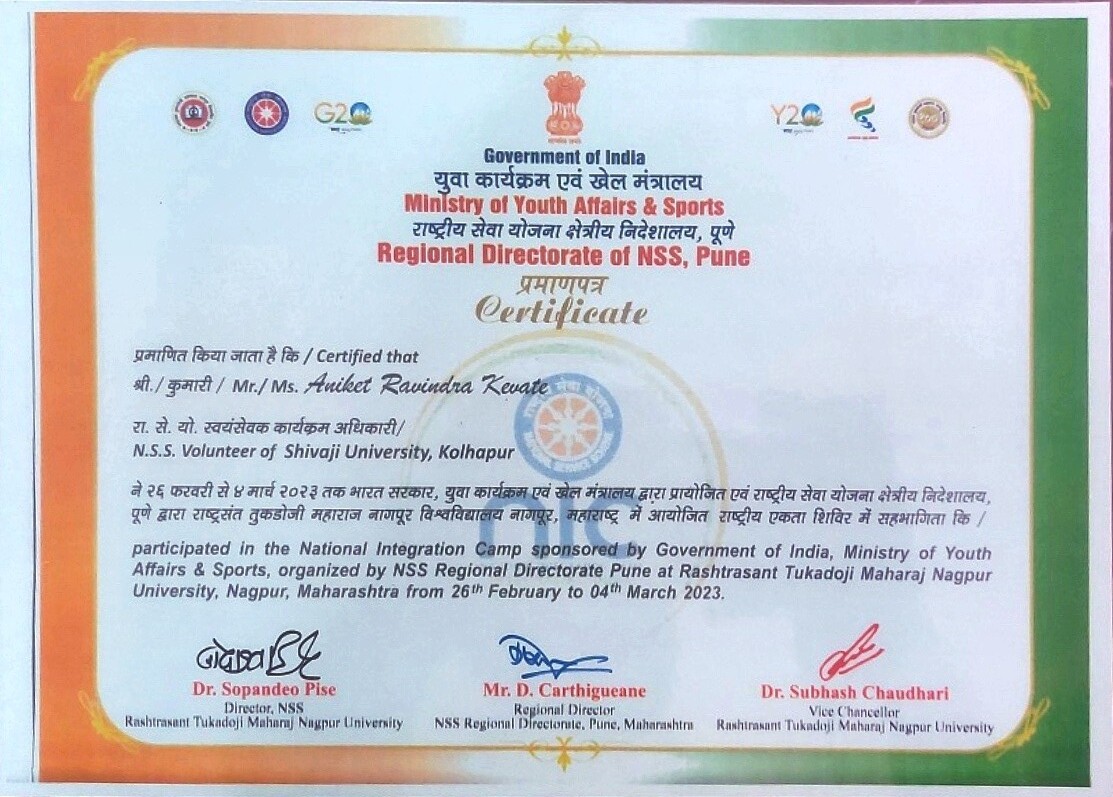 G20
Y20
Government of India
युवा कार्यक्रम एवं खेल मंत्रालय
Ministry of Youth Affairs & Sports
राष्ट्रीय सेवा योजना क्षेत्रीय निदेशालय, पूणे
Regional Directorate of NSS, Pune
प्रमाणपत्र
Certificate
प्रमाणित किया जाता है कि / Certified that
श्री./ कुमारी / Mr./ Ms. Aniket Ravindra Kevate
रा. से. यो. स्वयंसेवक कार्यक्रम अधिकारी/
N.S.S. Volunteer of Shivaji University, Kolhapur
ने २६ फरवरी से ४ मार्च २०२३ तक भारत सरकार, युवा कार्यक्रम एवं खेल मंत्रालय द्वारा प्रायोजित एवं राष्ट्रीय सेवा योजना क्षेत्रीय निदेशालय,
पूणे द्वारा राष्ट्रसंत तुकडोजी महाराज नागपूर विश्वविद्यालय नागपूर, महाराष्ट्र में आयोजित राष्ट्रीय एकता शिविर में सहभागिता कि /
nic
participated in the National Integration Camp sponsored by Government of India, Ministry of Youth
Affairs & Sports, organized by NSS Regional Directorate Pune at Rashtrasant Tukadoji Maharaj Nagpur
University, Nagpur, Maharashtra from 26th February to 04th March 2023.
Dr. Sopandeo Pise
Director, NSS
Rashtrasant Tukadoji Maharaj Nagpur University
Mr. D. Carthigueane
Regional Director
NSS Regional Directorate, Pune, Maharashtra
Dr. Subhash Chaudhari
Vice Chancellor
Rashtrasant Tukadoji Maharaj Nagpur University